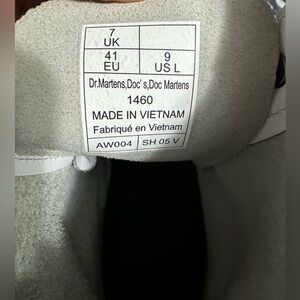 7
UK
41 9
EU US L
Dr.Martens,Doc's,Doc Martens
1460
MADE IN VIETNAM
Fabriqué en Vietnam
AW004 SH 05 V